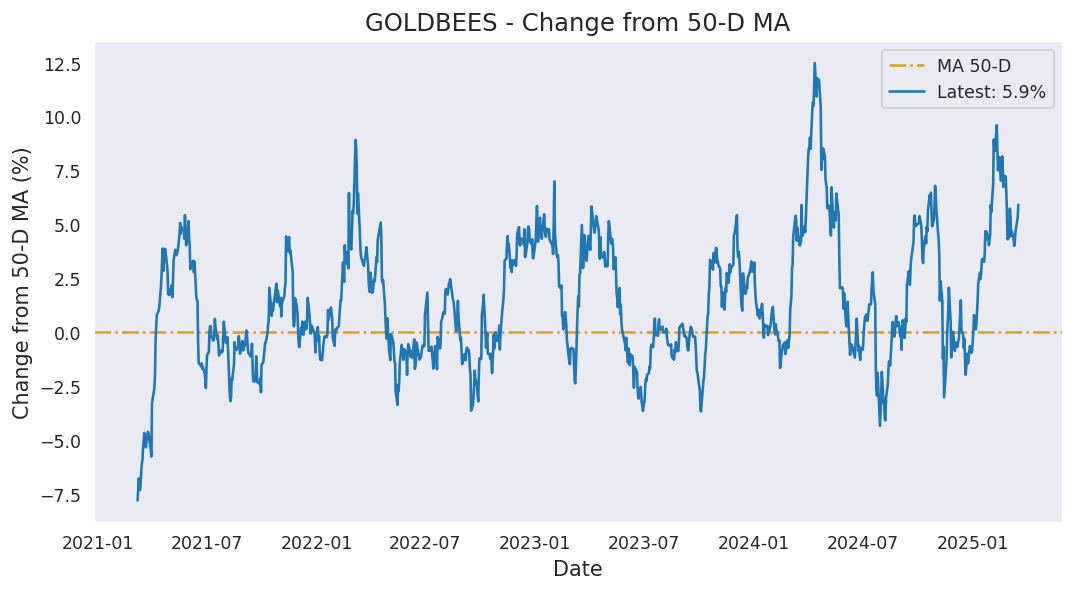 GOLDBEES - Change from 50-D MA
MA 50-D
Latest: 5.9%
Change from 50-D MA (%)
12.5
10.0
7.5
5.0
2.5
0.0
−2.5
−5.0
−7.5
2021-01 2021-07 2022-01 2022-07 2023-01 2023-07 2024-01 2024-07 2025-01
Date